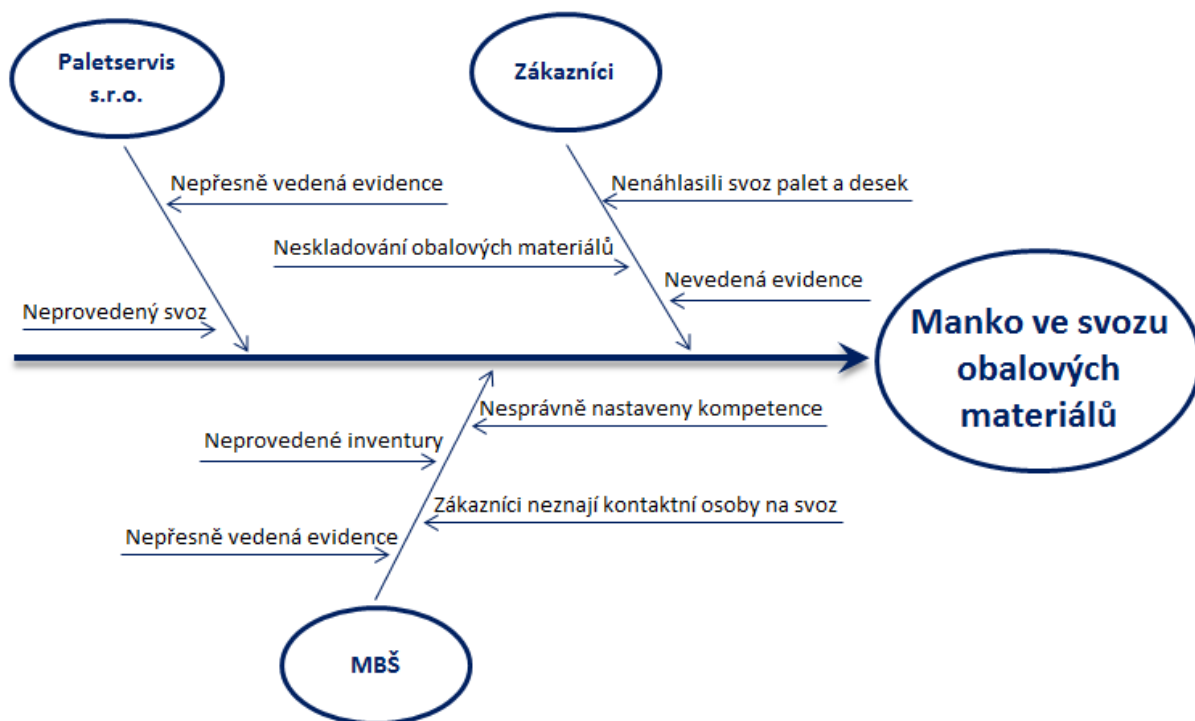 Paletservis
s.r.o.
Zákazníci
Nepřesně vedená evidence
Nenáhlasili svoz palet a desek
Neskladování obalových materiálů
Nevedená evidence
Neprovedený svoz
Manko ve svozu
obalových
materiálů
Nesprávně nastaveny kompetence
Neprovedené inventury
Zákazníci neznají kontaktní osoby na svoz
Nepřesně vedená evidence
MBŠ